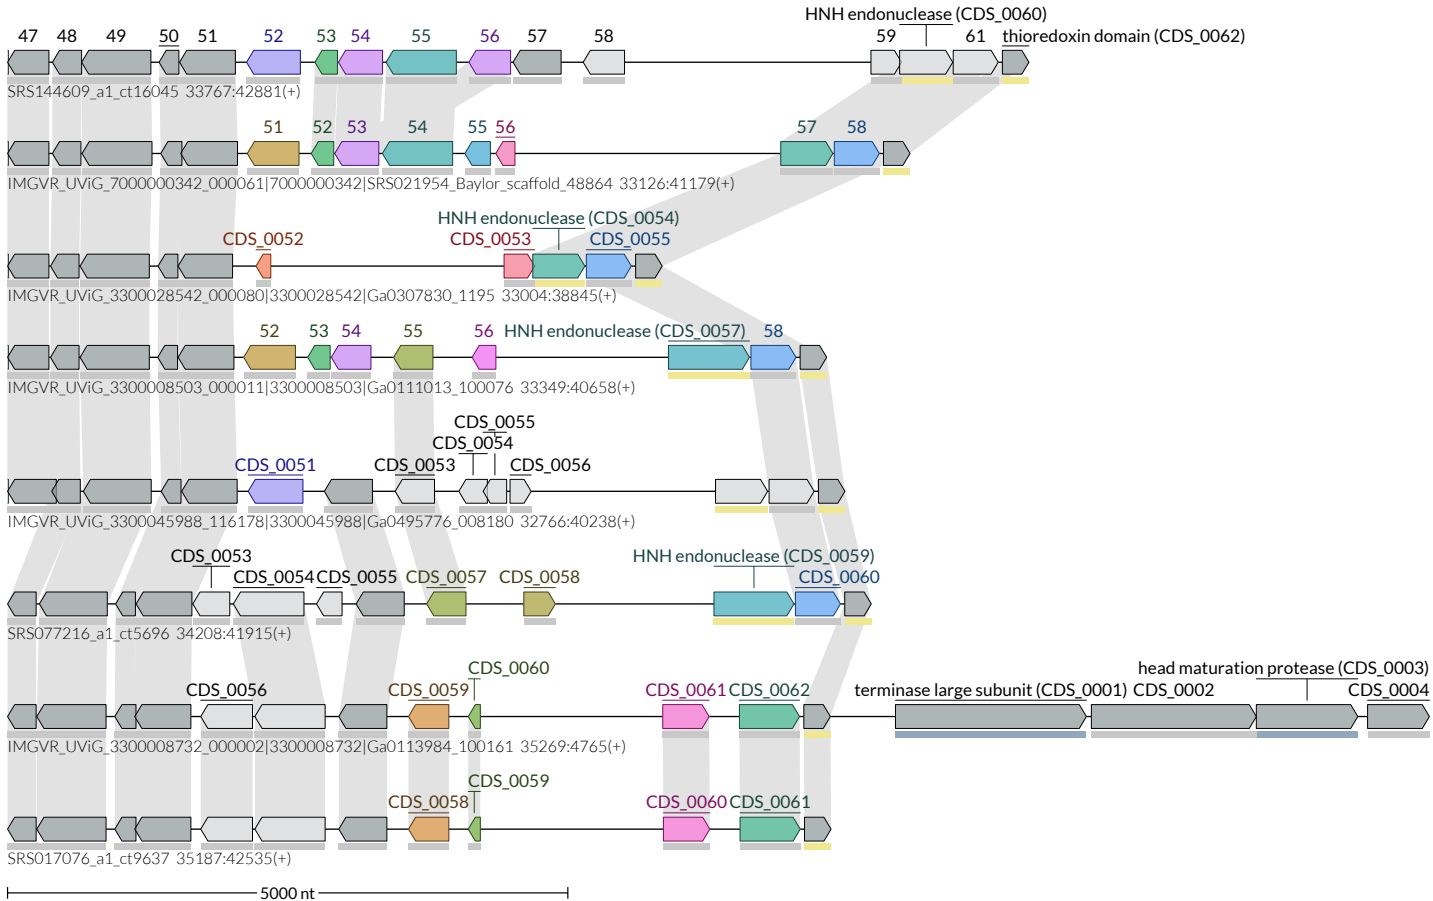 HNH endonuclease (CDS_0060)
47 48 49 50 51 52 53 54 55 56 57 58 59 61 thioredoxin domain (CDS_0062)
SRS144609_a1_ct16045 33767:42881(+)
51 52 53 54 55 56 57 58
IMGVR_UViG_7000000342_000061|7000000342|SRS021954_Baylor_scaffold_48864 33126:41179(+)
HNH endonuclease (CDS_0054)
CDS_0052 CDS_0053 CDS_0055
IMGVR_UViG_3300028542_000080|3300028542|Ga0307830_1195 33004:38845(+)
52 53 54 55 56 HNH endonuclease (CDS_0057) 58
IMGVR_UViG_3300008503_000011|3300008503|Ga0111013_100076 33349:40658(+)
CDS_0055
CDS_0054
CDS_0051 CDS_0053 CDS_0056
IMGVR_UViG_3300045988_116178|3300045988|Ga0495776_008180 32766:40238(+)
CDS_0053 HNH endonuclease (CDS_0059)
CDS_0054 CDS_0055 CDS_0057 CDS_0058 CDS_0060
SRS077216_a1_ct5696 34208:41915(+)
CDS_0060 head maturation protease (CDS_0003)
CDS_0056 CDS_0059 CDS_0061 CDS_0062 terminase large subunit (CDS_0001) CDS_0002 CDS_0004
IMGVR_UViG_3300008732_000002|3300008732|Ga0113984_100161 35269:4765(+)
CDS_0059
CDS_0058 CDS_0060 CDS_0061
SRS017076_a1_ct9637 35187:42535(+)
5000 nt